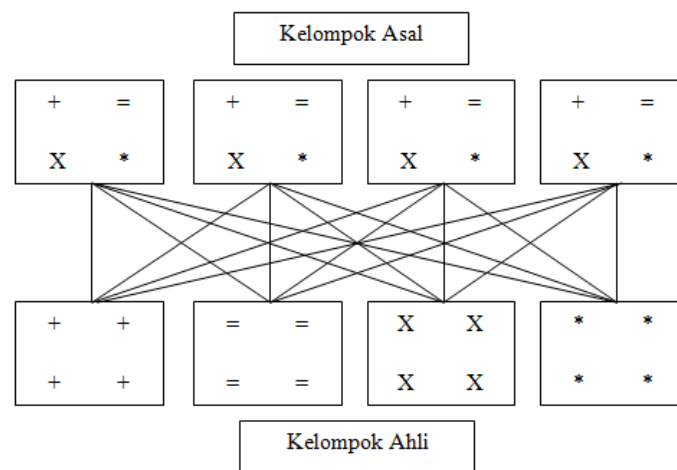 Kelompok Asal
+ = + = + = + =
X * X * X * X *
+ + = = X X * *
+ + = = X X * *
Kelompok Ahli